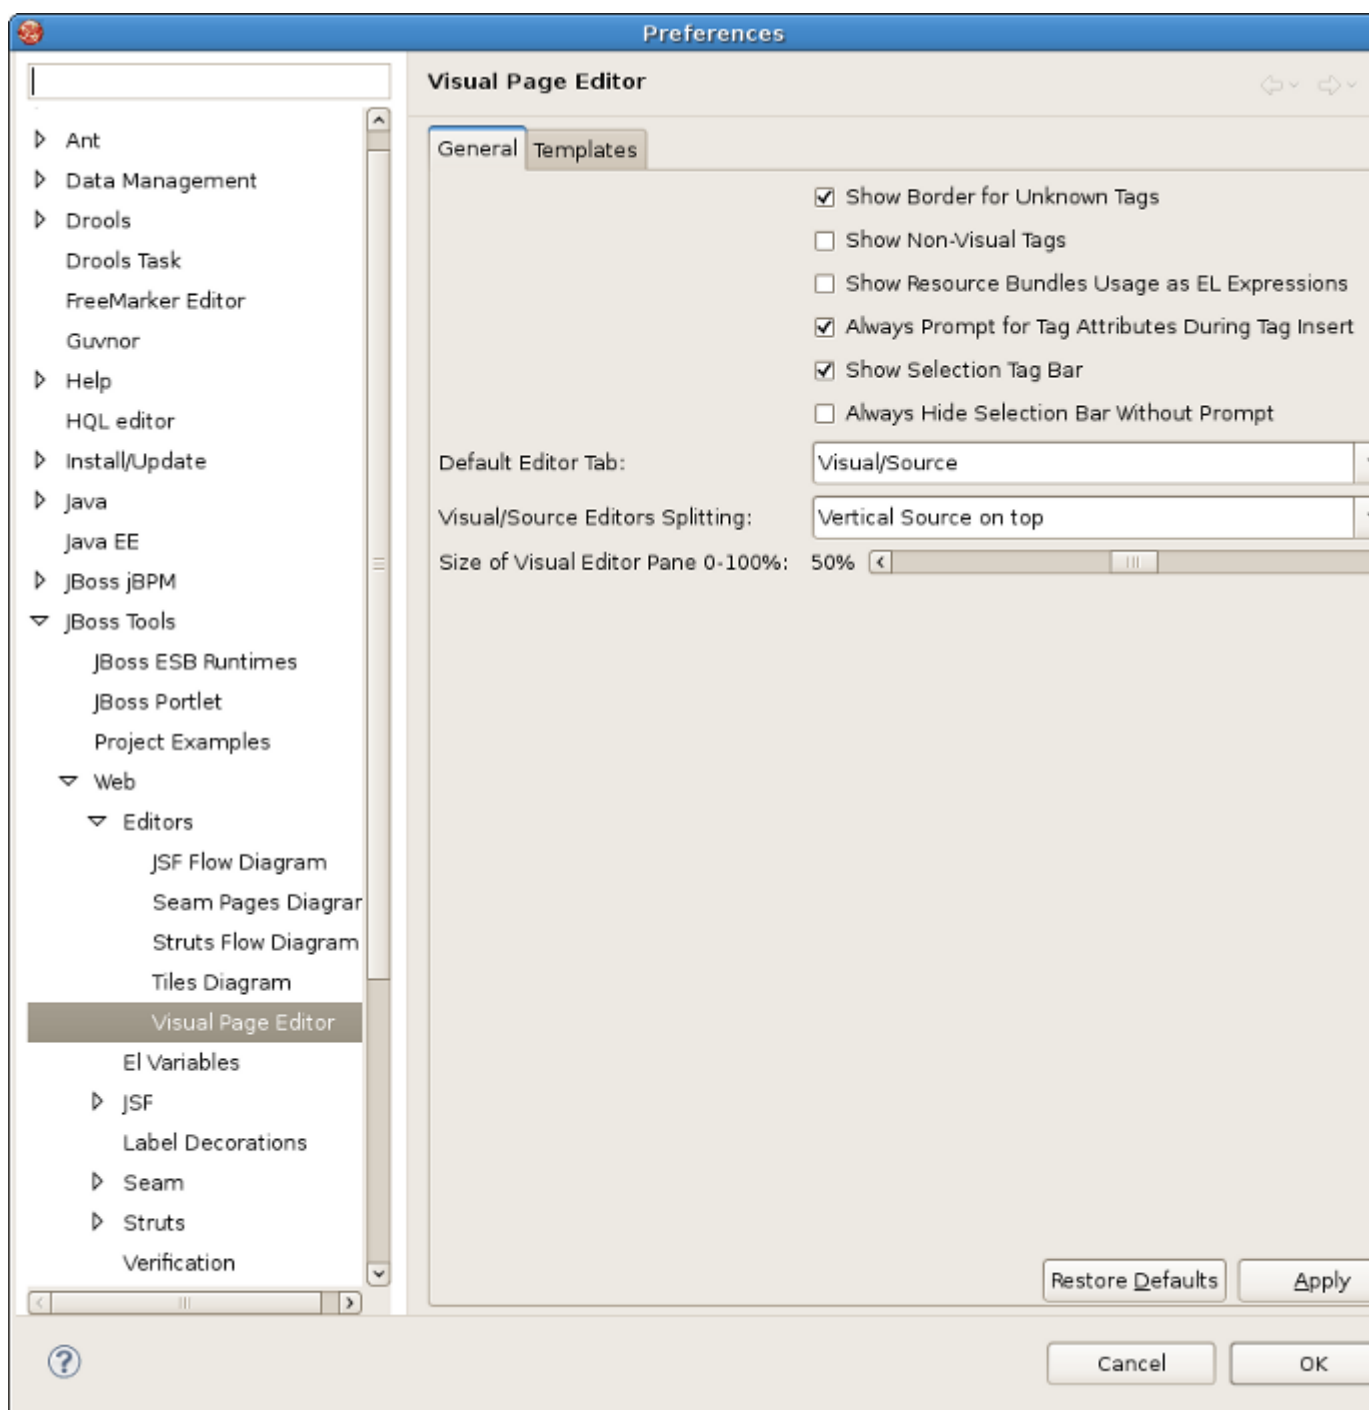 Preferences
Visual Page Editor
Ant
Data Management
Drools
Drools Task
FreeMarker Editor
Guvnor
Help
HQL editor
Install/Update
Java
Java EE
JBoss jBPM
JBoss Tools
JBoss ESB Runtimes
JBoss Portlet
Project Examples
Web
Editors
JSF Flow Diagram
Seam Pages Diagrar
Struts Flow Diagram
Tiles Diagram
Visual Page Editor
El Variables
JSF
Label Decorations
Seam
Struts
Verification
General Templates
Show Border for Unknown Tags
Show Non-Visual Tags
Show Resource Bundles Usage as EL Expressions
Always Prompt for Tag Attributes During Tag Insert
Show Selection Tag Bar
Always Hide Selection Bar Without Prompt
Default Editor Tab: Visual/Source
Visual/Source Editors Splitting: Vertical Source on top
Size of Visual Editor Pane 0-100%: 50%
Restore Defaults Apply
? Cancel OK